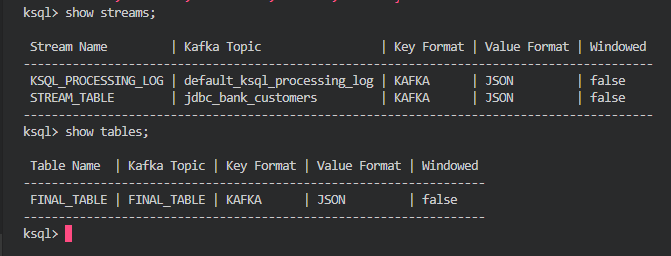 ksql> show streams;
 Stream Name         | Kafka Topic                 | Key Format | Value Format | Windowed
------------------------------------------------------------------------------------------
 KSQL_PROCESSING_LOG | default_ksql_processing_log | KAFKA      | JSON         | false
 STREAM_TABLE        | jdbc_bank_customers         | KAFKA      | JSON         | false
------------------------------------------------------------------------------------------
ksql> show tables;
 Table Name  | Kafka Topic | Key Format | Value Format | Windowed
------------------------------------------------------------------
 FINAL_TABLE | FINAL_TABLE | KAFKA      | JSON         | false
------------------------------------------------------------------
ksql>